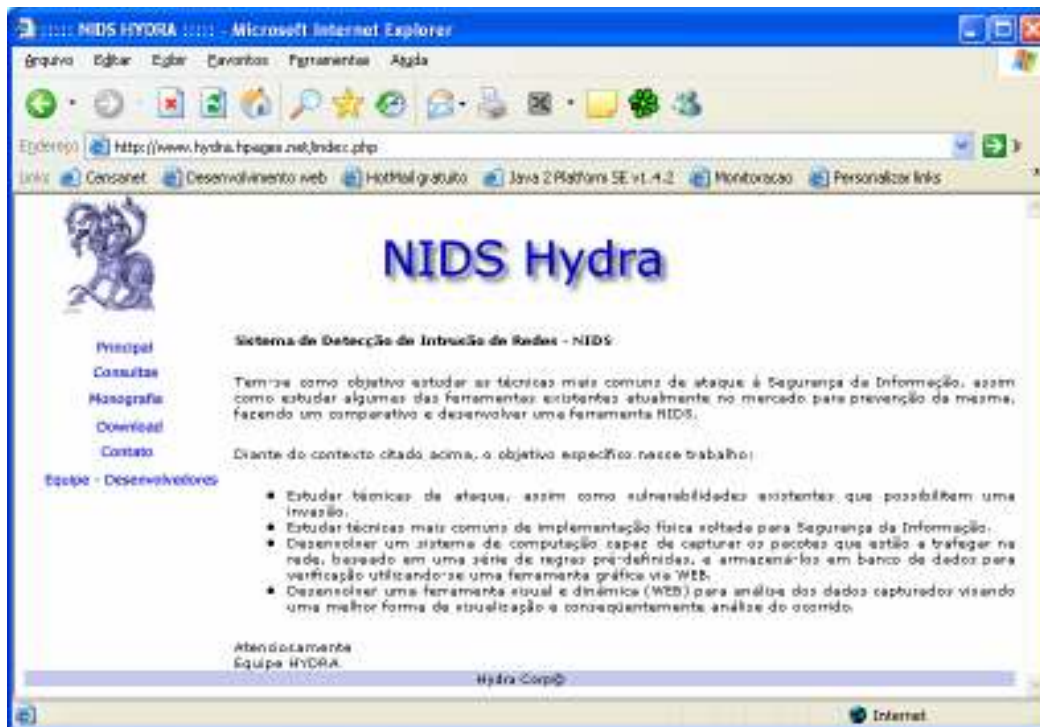 ::::: NIDS HYDRA ::::: - Microsoft Internet Explorer
Arquivo Editar Exibir Favoritos Ferramentas Ajuda
Endereço http://www.hydra.hpages.net/index.php
Links Censanet Desenvolvimento web HotMail gratuito Java 2 Platform SE v1.4.2 Monitoracao Personalizar links
NIDS Hydra
Principal
Consultas
Monografia
Download
Contato
Equipe - Desenvolvedores
Sistema de Detecção de Intrusão de Redes - NIDS
Tem-se como objetivo estudar as técnicas mais comuns de ataque à Segurança da Informação, assim
como estudar algumas das ferramentas existentes atualmente no mercado para prevenção da mesma,
fazendo um comparativo e desenvolver uma ferramenta NIDS.
Diante do contexto citado acima, o objetivo específico nesse trabalho:
• Estudar técnicas de ataque, assim como vulnerabilidades existentes que possibilitem uma
invasão.
• Estudar técnicas mais comuns de implementação física voltada para Segurança da Informação.
• Desenvolver um sistema de computação capaz de capturar os pacotes que estão a trafegar na
rede, baseado em uma série de regras pré-definidas, e armazená-los em banco de dados para
verificação utilizando-se uma ferramenta gráfica via WEB.
• Desenvolver uma ferramenta visual e dinâmica (WEB) para análise dos dados capturados visando
uma melhor forma de visualização e conseqüentemente análise do ocorrido.
Atenciosamente
Equipe HYDRA
Hydra Corp©
Internet